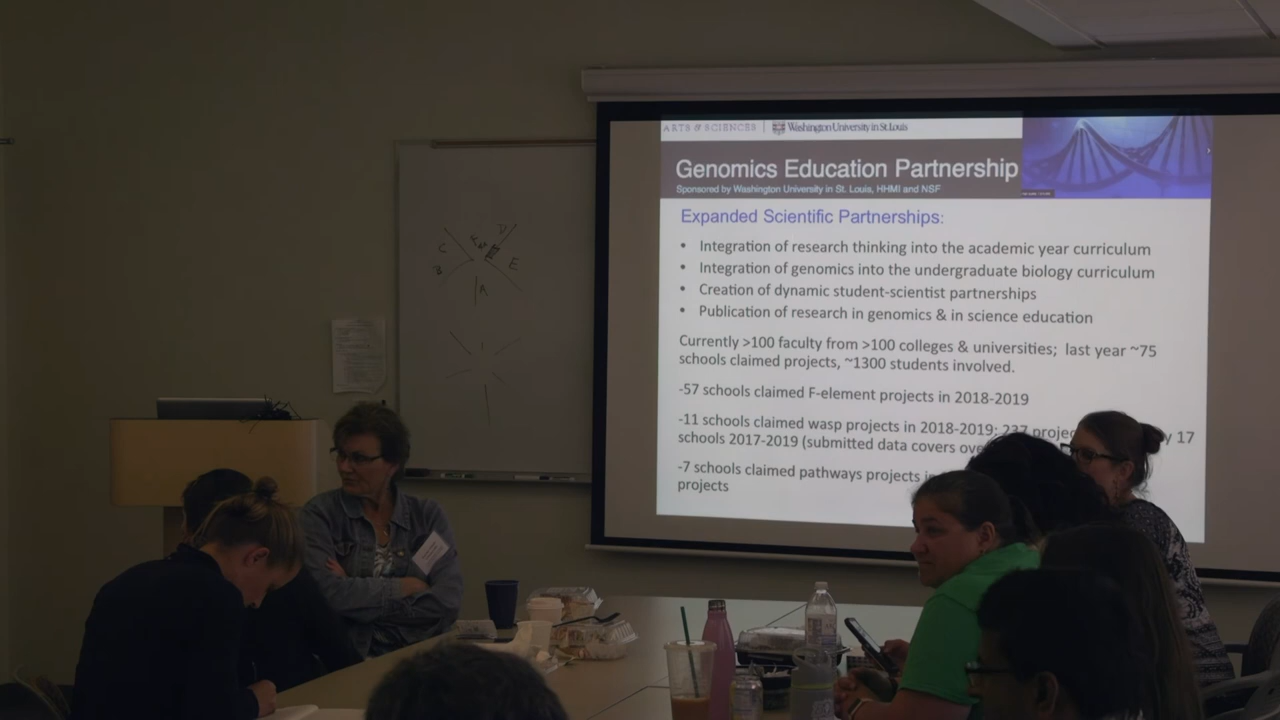 ARTS & SCIENCES | Washington University in St. Louis
Genomics Education Partnership
Sponsored by Washington University in St. Louis, HHMI and NSF
Expanded Scientific Partnerships:
• Integration of research thinking into the academic year curriculum
• Integration of genomics into the undergraduate biology curriculum
• Creation of dynamic student-scientist partnerships
• Publication of research in genomics & in science education
Currently >100 faculty from >100 colleges & universities; last year ~75
schools claimed projects, ~1300 students involved.
-57 schools claimed F-element projects in 2018-2019
-11 schools claimed wasp projects in 2018-2019; 237 17
schools 2017-2019 (submitted data covers
-7 schools claimed pathways projects
projects
C
D
B
E
A